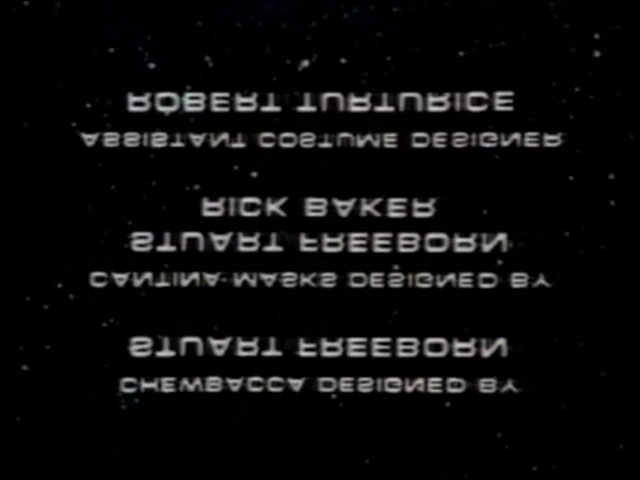 CHEWBACCA DESIGNED BY
STUART FREEBORN
CANTINA MASKS DESIGNED BY
STUART FREEBORN
RICK BAKER
ASSISTANT COSTUME DESIGNER
ROBERT TURTURICE